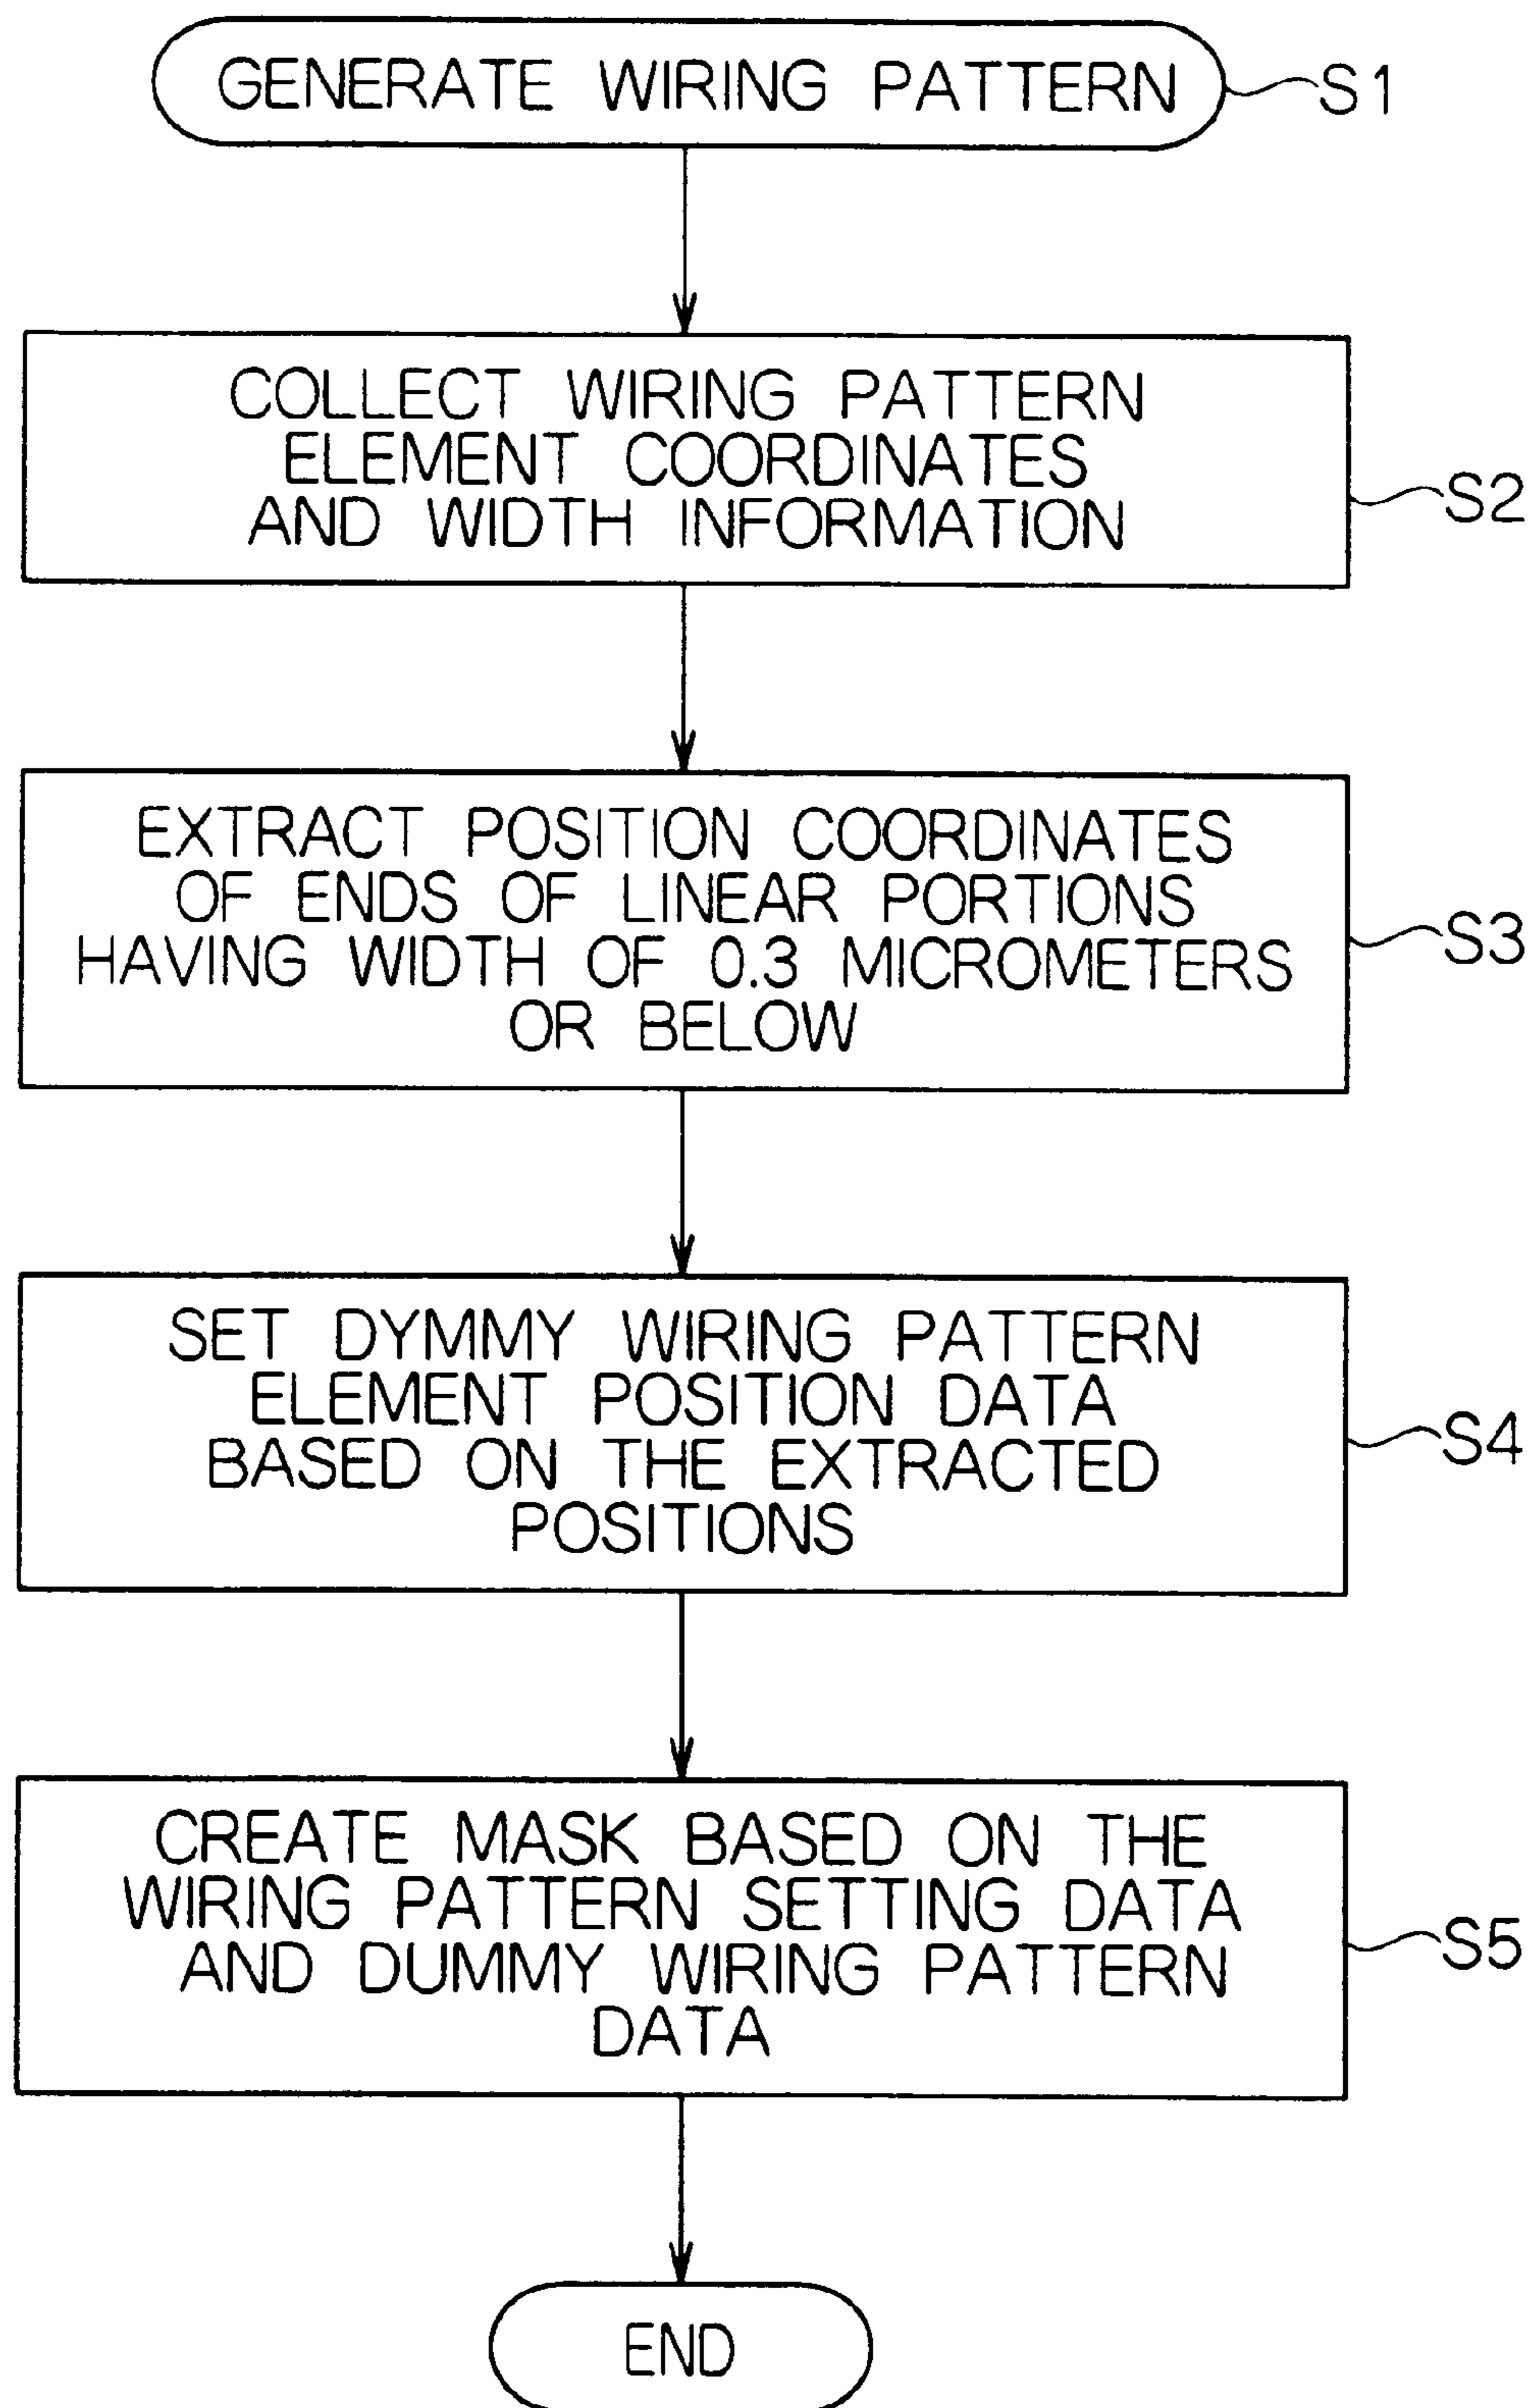 GENERATE WIRING PATTERN
S1
COLLECT WIRING PATTERN
ELEMENT COORDINATES
AND WIDTH INFORMATION
S2
EXTRACT POSITION COORDINATES
OF ENDS OF LINEAR PORTIONS
HAVING WIDTH OF 0.3 MICROMETERS
OR BELOW
S3
SET DYMMY WIRING PATTERN
ELEMENT POSITION DATA
BASED ON THE EXTRACTED
POSITIONS
S4
CREATE MASK BASED ON THE
WIRING PATTERN SETTING DATA
AND DUMMY WIRING PATTERN
DATA
S5
END